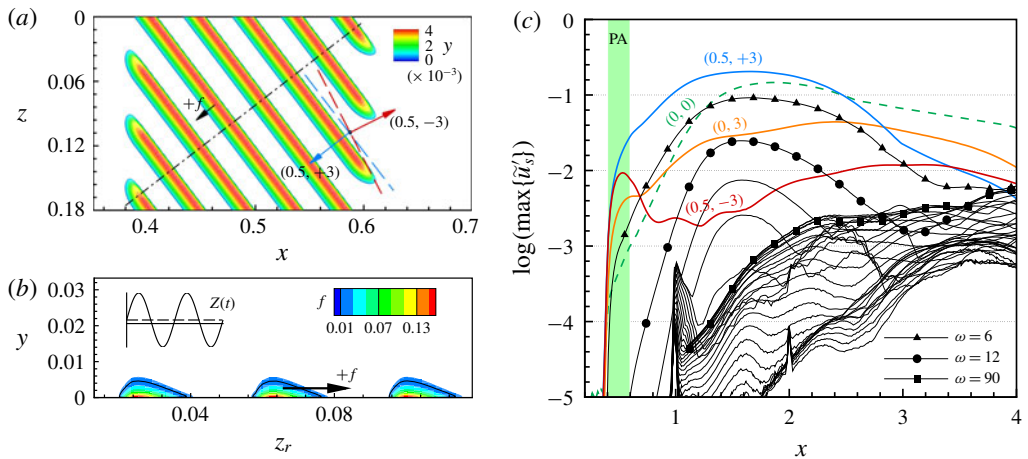 (a)
0
0.06
0.12
0.18
z
0.4
0.5
0.6
0.7
x
4
2
0
y
(× 10⁻³)
+f
(0.5, −3)
(0.5, +3)
(b)
0.03
0.02
0.01
0
y
Z(t)
f
0.01
0.07
0.13
+f
0.04
0.08
z_r
(c)
0
−1
−2
−3
−4
−5
log (max{ũ′_s})
PA
(0.5, +3)
(0, 0)
(0, 3)
(0.5, −3)
ω = 6
ω = 12
ω = 90
1
2
3
4
x